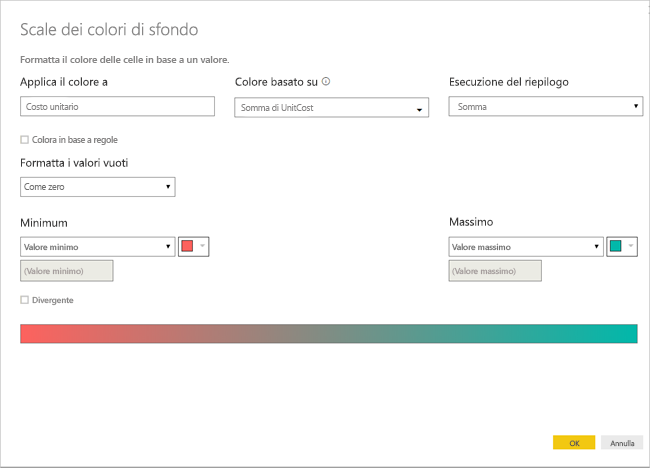 Scale dei colori di sfondo
Formatta il colore delle celle in base a un valore.
Applica il colore a
Colore basato su
Esecuzione del riepilogo
Costo unitario
Somma di UnitCost
Somma
Colora in base a regole
Formatta i valori vuoti
Come zero
Minimum
Massimo
Valore minimo
Valore massimo
(Valore minimo)
(Valore massimo)
Divergente
OK
Annulla